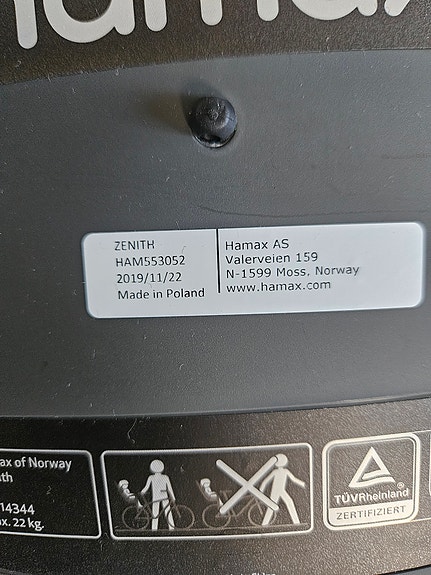 hamax
ZENITH
HAM553052
2019/11/22
Made in Poland
Hamax AS
Valerveien 159
N-1599 Moss, Norway
www.hamax.com
ax of Norway
14344
x. 22 kg.
TÜVRheinland
ZERTIFIZIERT